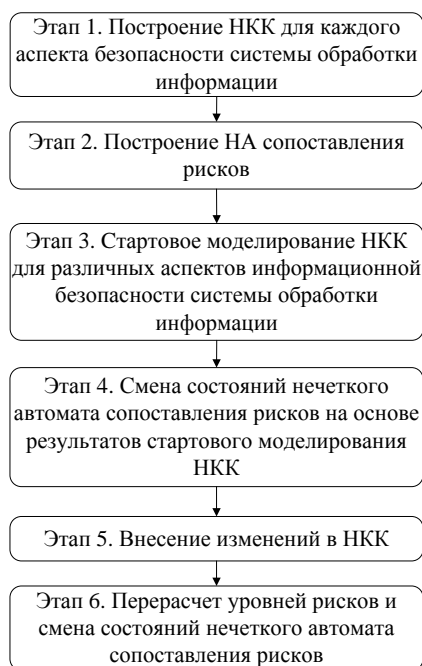 Этап 1. Построение НКК для каждого
аспекта безопасности системы обработки
информации
Этап 2. Построение НА сопоставления
рисков
Этап 3. Стартовое моделирование НКК
для различных аспектов информационной
безопасности системы обработки
информации
Этап 4. Смена состояний нечеткого
автомата сопоставления рисков на основе
результатов стартового моделирования
НКК
Этап 5. Внесение изменений в НКК
Этап 6. Перерасчет уровней рисков и
смена состояний нечеткого автомата
сопоставления рисков